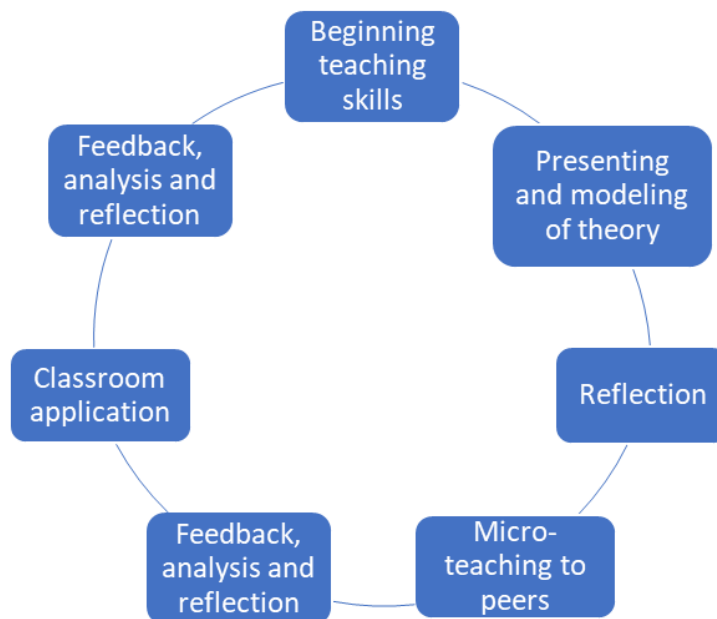 Beginning
teaching
skills
Presenting
and modeling
of theory
Reflection
Micro-
teaching to
peers
Feedback,
analysis and
reflection
Classroom
application
Feedback,
analysis and
reflection